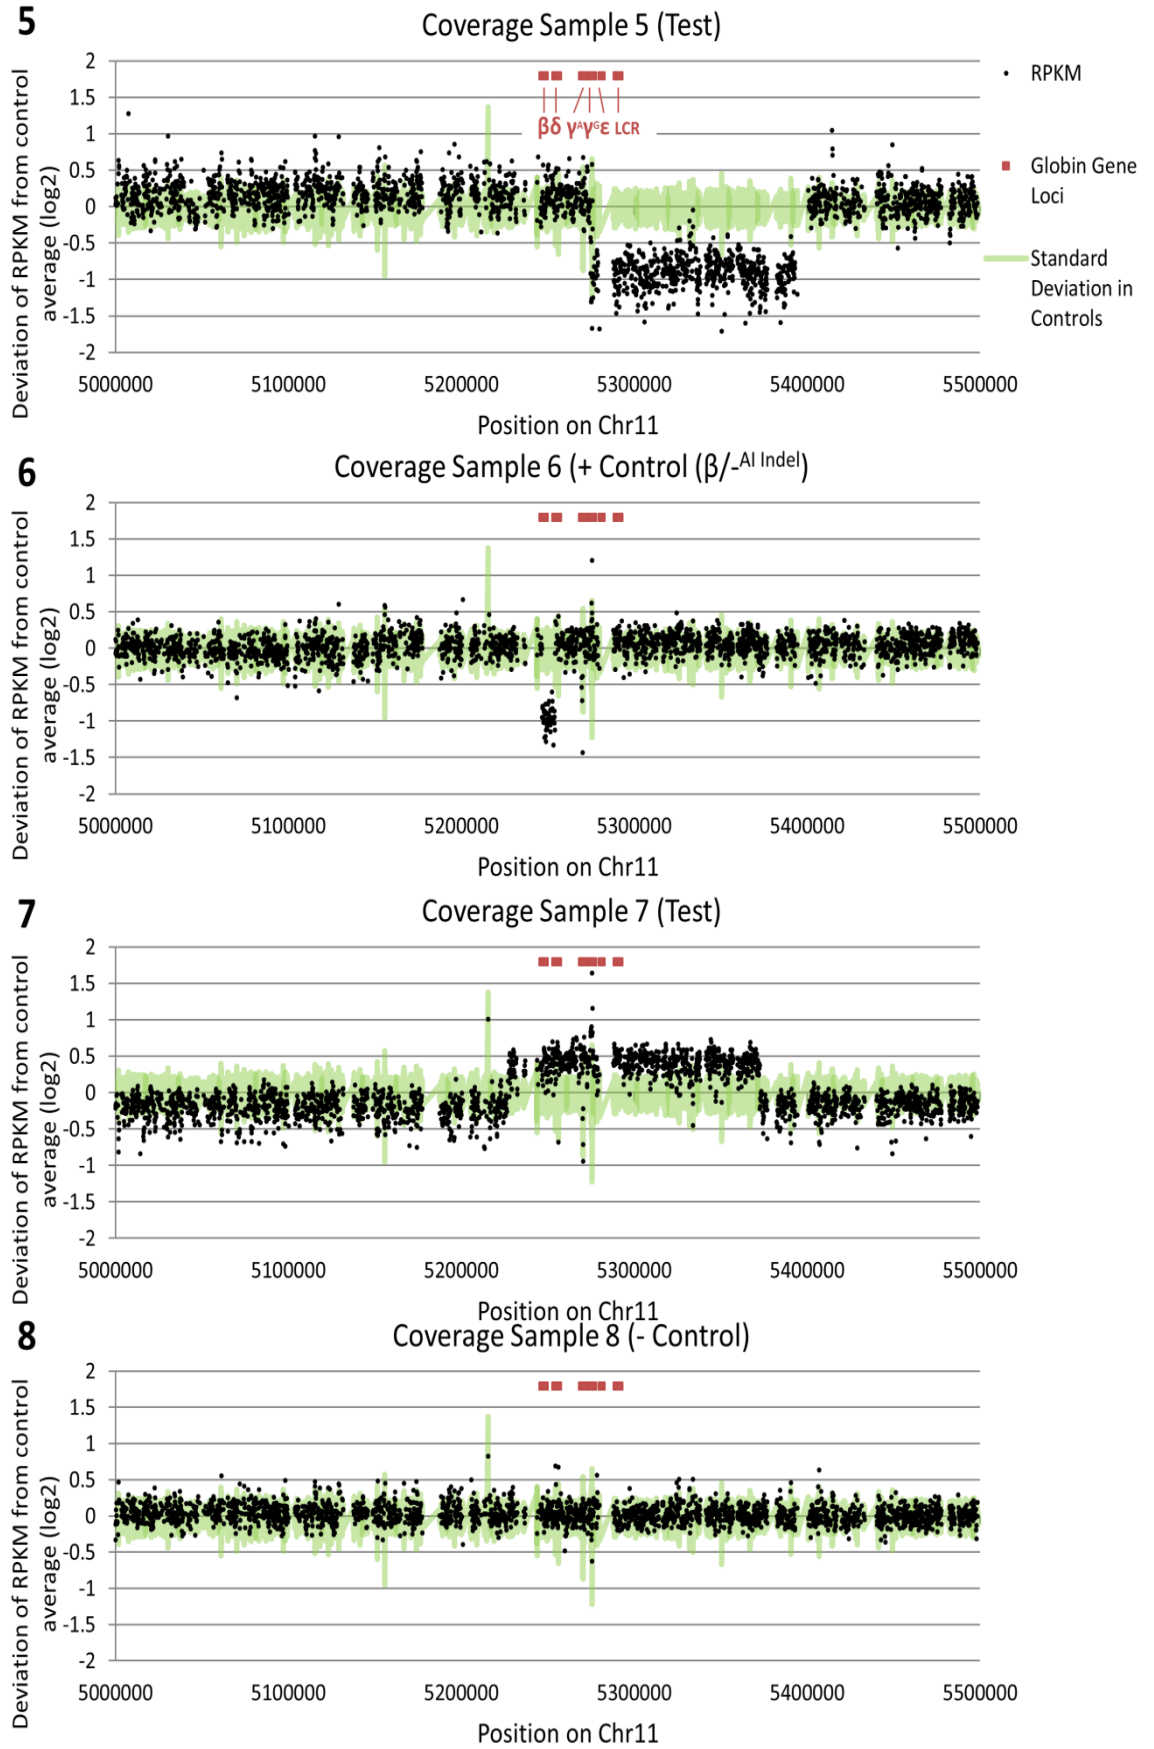 5
Coverage Sample 5 (Test)
Deviation of RPKM from control
average (log2)
2
1.5
1
0.5
0
-0.5
-1
-1.5
-2
βδ γᴬγᴳε LCR
5000000 5100000 5200000 5300000 5400000 5500000
Position on Chr11
RPKM
Globin Gene
Loci
Standard
Deviation in
Controls
6
Coverage Sample 6 (+ Control (β/-ᴬᴵ ᴵⁿᵈᵉˡ)
Deviation of RPKM from control
average (log2)
2
1.5
1
0.5
0
-0.5
-1
-1.5
-2
5000000 5100000 5200000 5300000 5400000 5500000
Position on Chr11
7
Coverage Sample 7 (Test)
Deviation of RPKM from control
average (log2)
2
1.5
1
0.5
0
-0.5
-1
-1.5
-2
5000000 5100000 5200000 5300000 5400000 5500000
Position on Chr11
8
Coverage Sample 8 (- Control)
Deviation of RPKM from control
average (log2)
2
1.5
1
0.5
0
-0.5
-1
-1.5
-2
5000000 5100000 5200000 5300000 5400000 5500000
Position on Chr11